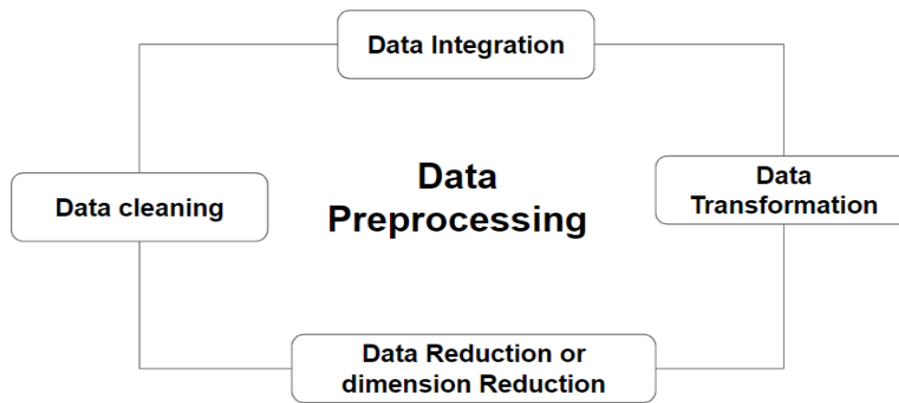 Data Integration
Data
Preprocessing
Data cleaning
Data
Transformation
Data Reduction or
dimension Reduction